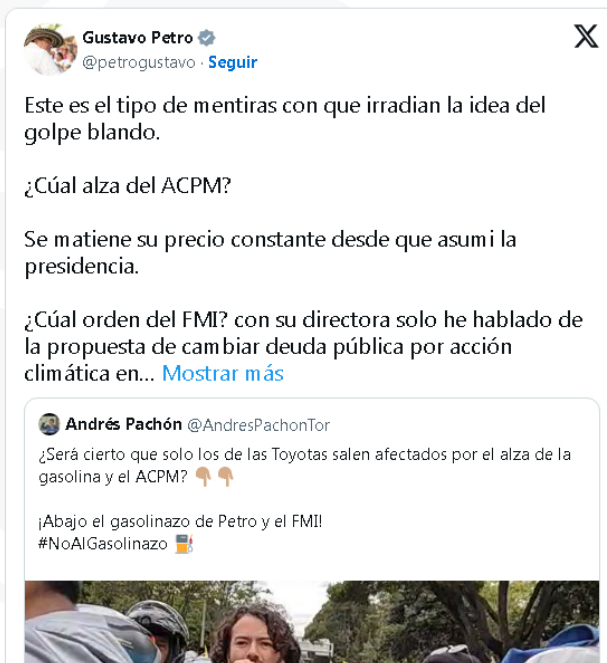 Gustavo Petro
@petrogustavo · Seguir
Este es el tipo de mentiras con que irradian la idea del
golpe blando.
¿Cúal alza del ACPM?
Se matiene su precio constante desde que asumi la
presidencia.
¿Cúal orden del FMI? con su directora solo he hablado de
la propuesta de cambiar deuda pública por acción
climática en... Mostrar más
Andrés Pachón @AndresPachonTor
¿Será cierto que solo los de las Toyotas salen afectados por el alza de la
gasolina y el ACPM? 👇🏽👇🏽
¡Abajo el gasolinazo de Petro y el FMI!
#NoAlGasolinazo ⛽